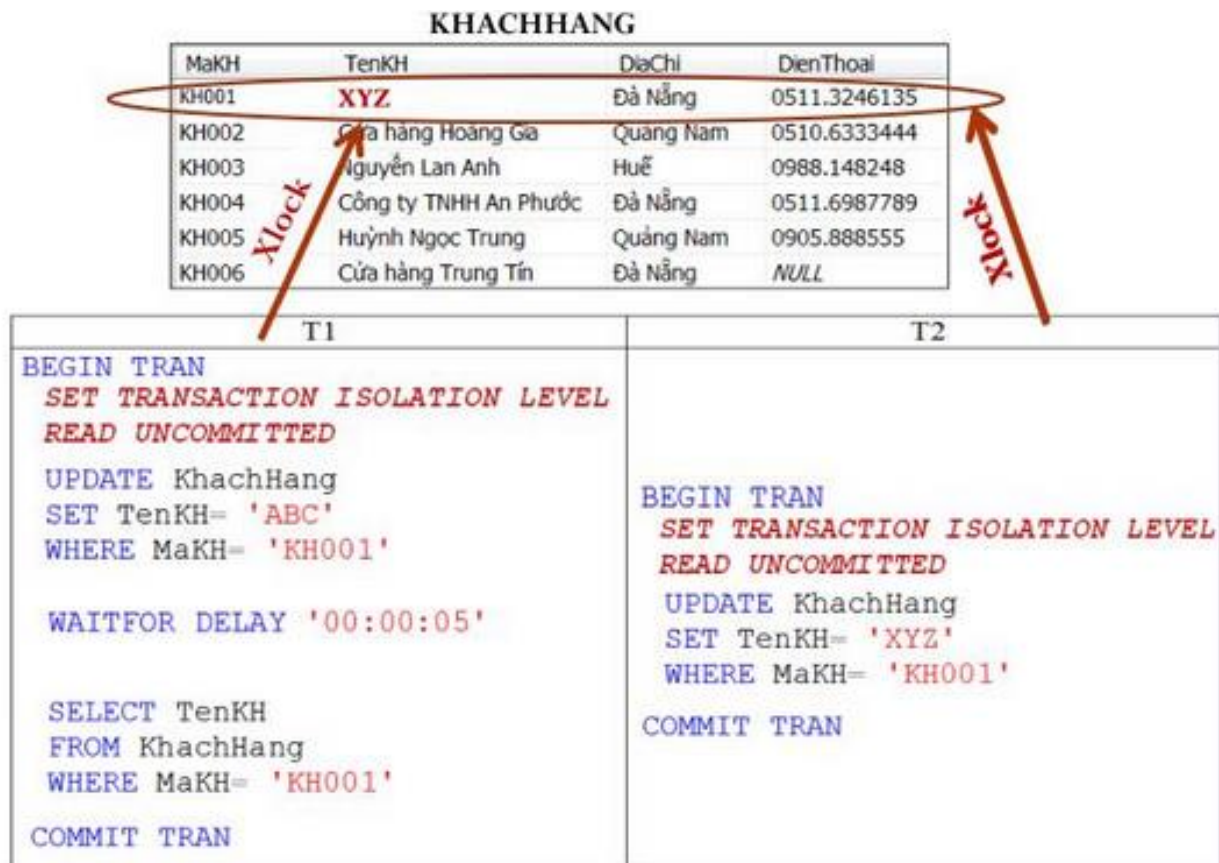 KHACHHANG
MaKH TenKH DiaChi DienThoai
KH001 XYZ Đà Nẵng 0511.3246135
KH002 Cửa hàng Hoàng Gia Quảng Nam 0510.6333444
KH003 Nguyễn Lan Anh Huế 0988.148248
KH004 Công ty TNHH An Phước Đà Nẵng 0511.6987789
KH005 Huỳnh Ngọc Trung Quảng Nam 0905.888555
KH006 Cửa hàng Trung Tín Đà Nẵng NULL
Xlock
Xlock
T1
BEGIN TRAN
SET TRANSACTION ISOLATION LEVEL
READ UNCOMMITTED
UPDATE KhachHang
SET TenKH= 'ABC'
WHERE MaKH= 'KH001'
WAITFOR DELAY '00:00:05'
SELECT TenKH
FROM KhachHang
WHERE MaKH= 'KH001'
COMMIT TRAN
T2
BEGIN TRAN
SET TRANSACTION ISOLATION LEVEL
READ UNCOMMITTED
UPDATE KhachHang
SET TenKH= 'XYZ'
WHERE MaKH= 'KH001'
COMMIT TRAN